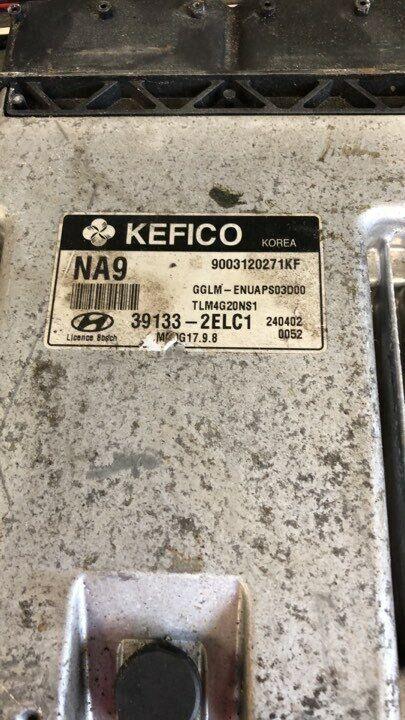 KEFICO KOREA
NA9 9003120271KF
GGLM-ENUAPS03D00
TLM4G20NS1
39133-2ELC1 240402
Licence Bosch 0052